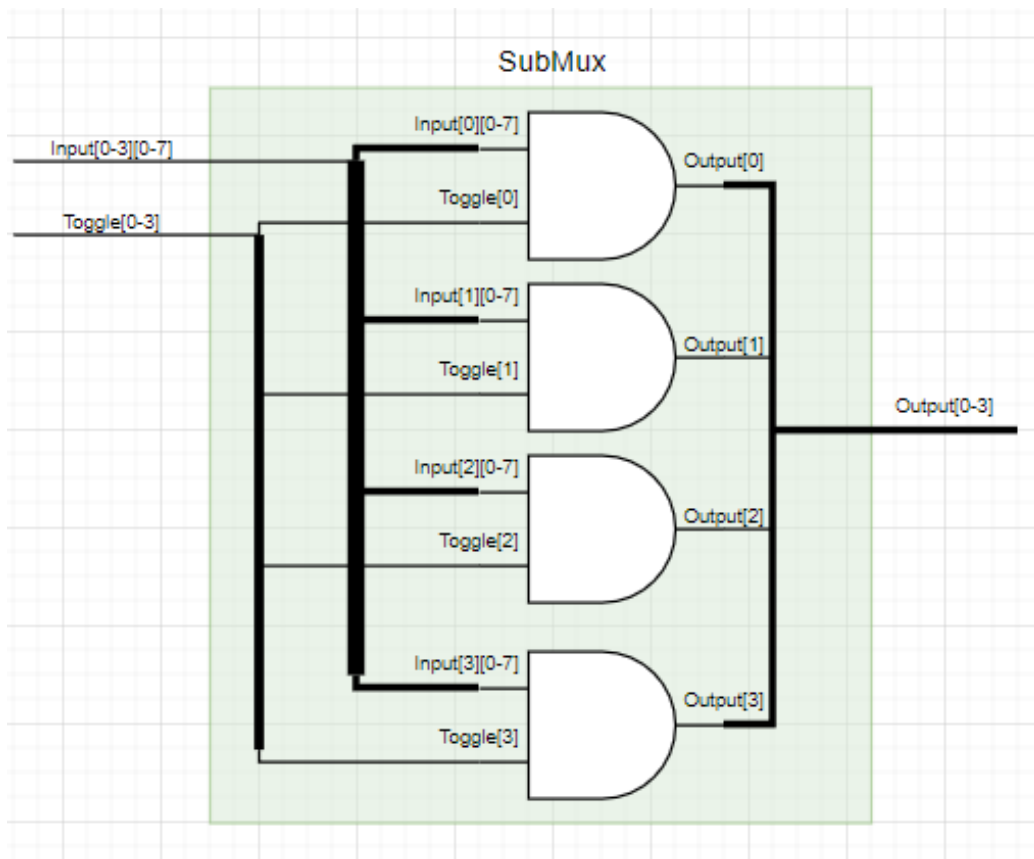 SubMux
Input[0-3][0-7]
Toggle[0-3]
Input[0][0-7]
Toggle[0]
Output[0]
Input[1][0-7]
Toggle[1]
Output[1]
Input[2][0-7]
Toggle[2]
Output[2]
Input[3][0-7]
Toggle[3]
Output[3]
Output[0-3]